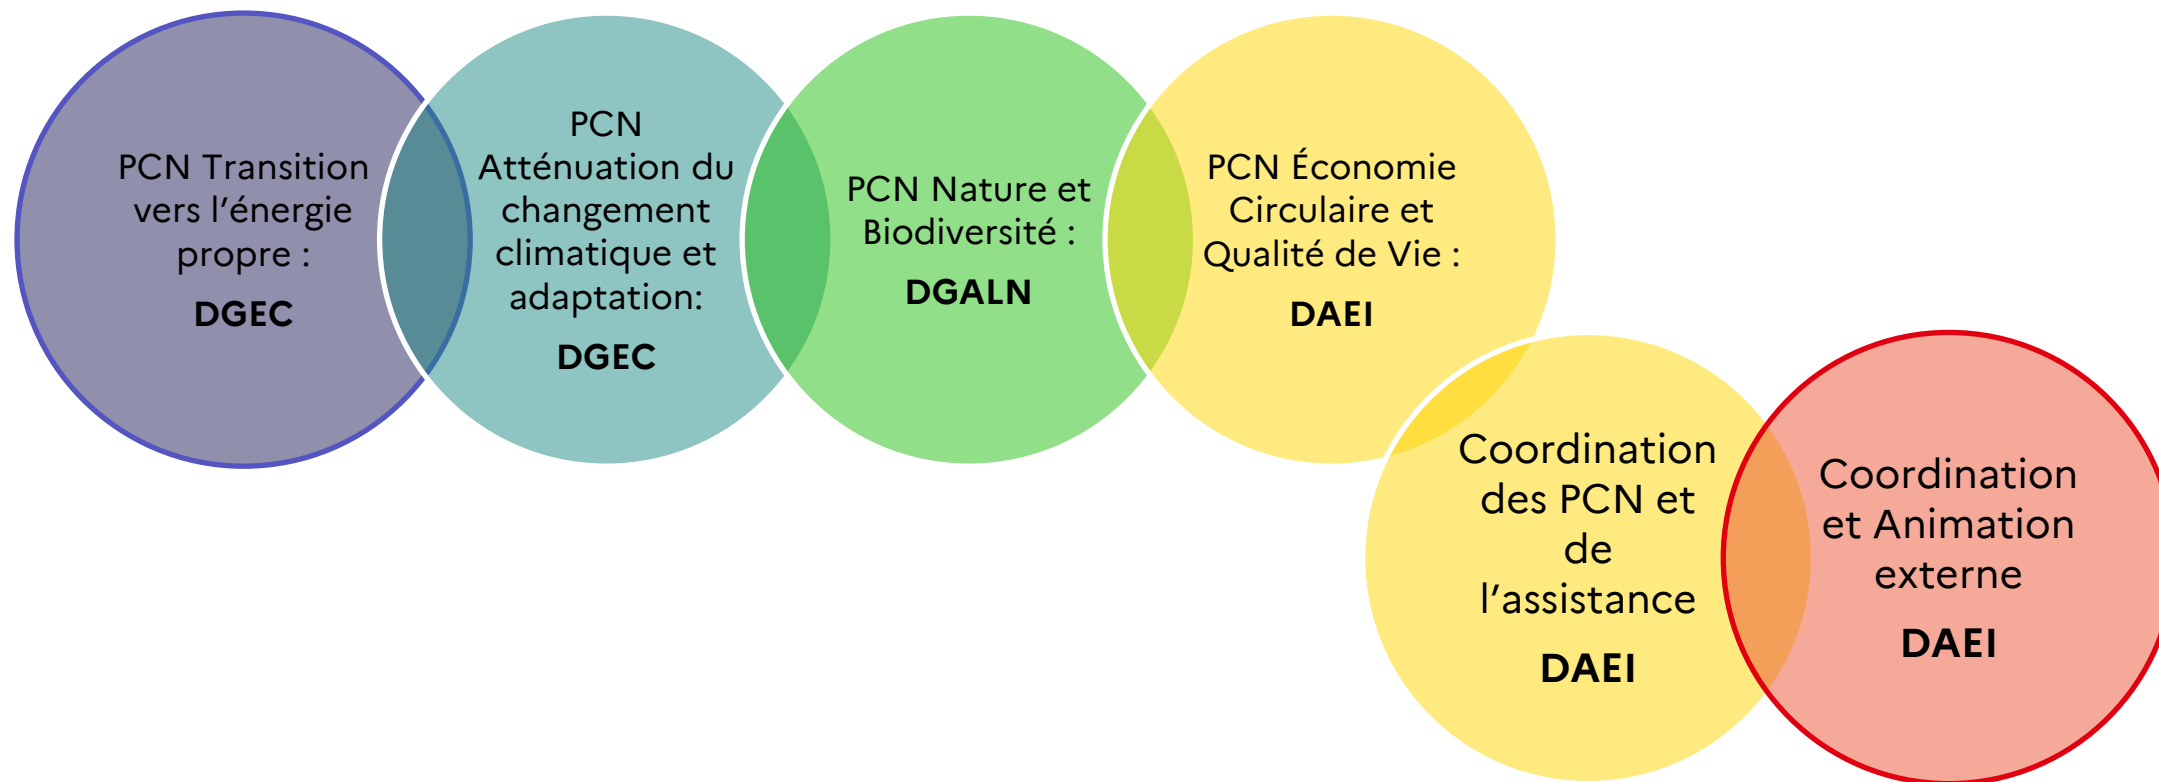 PCN Transition
vers l’énergie
propre :
DGEC
PCN
Atténuation du
changement
climatique et
adaptation:
DGEC
PCN Nature et
Biodiversité :
DGALN
PCN Économie
Circulaire et
Qualité de Vie :
DAEI
Coordination
des PCN et
de
l’assistance
DAEI
Coordination
et Animation
externe
DAEI